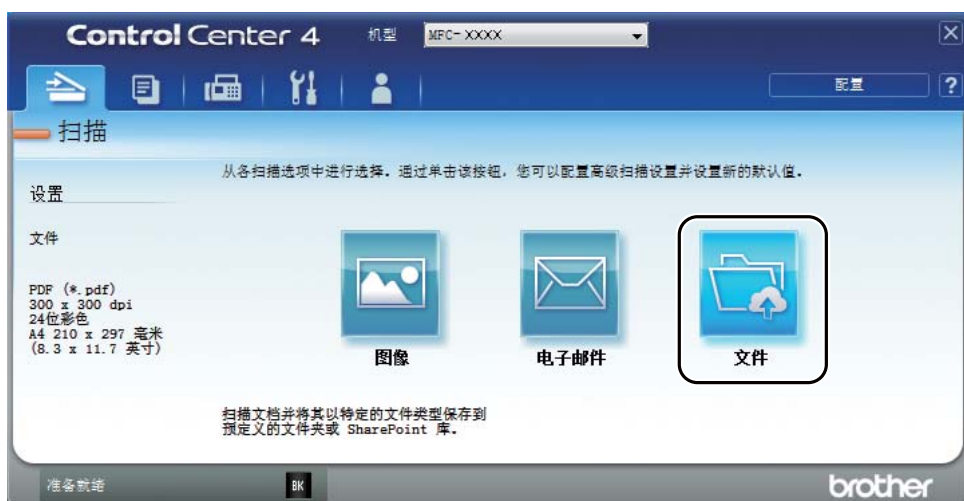 Control Center 4 机型 MFC-XXXX
配置 ?
扫描
从各扫描选项中进行选择。通过单击该按钮，您可以配置高级扫描设置并设置新的默认值。
设置
文件
PDF (*.pdf)
300 x 300 dpi
24位彩色
A4 210 x 297 毫米
(8.3 x 11.7 英寸)
图像 电子邮件 文件
扫描文档并将其以特定的文件类型保存到
预定义的文件夹或 SharePoint 库。
准备就绪 BK brother